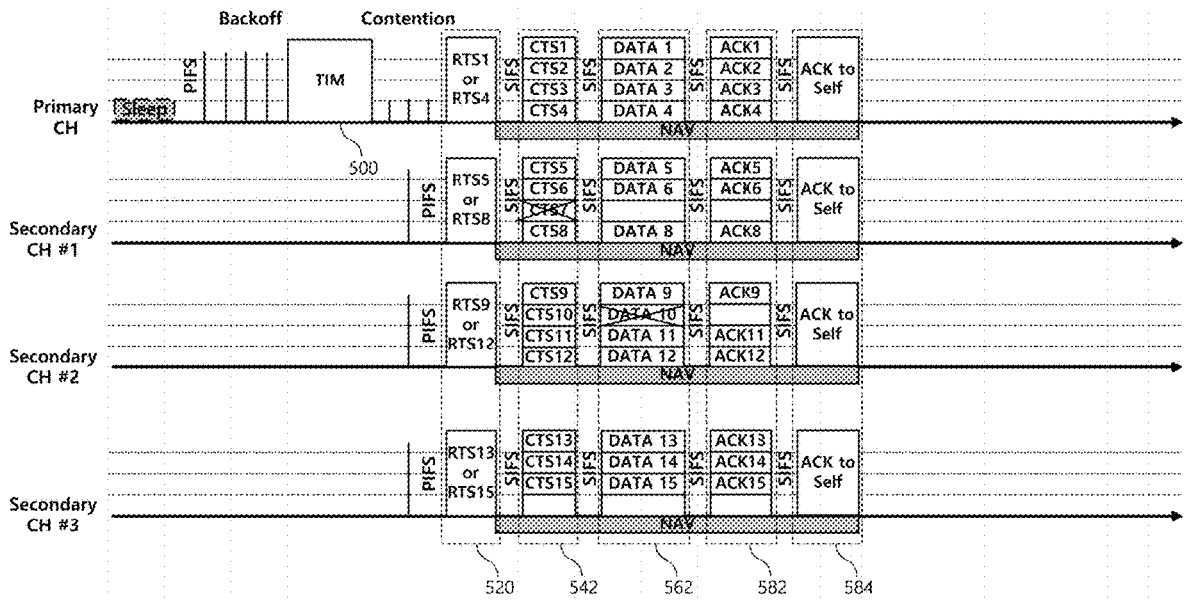 Backoff
Contention
PIFS
TIM
RTS1
or
RTS4
SIFS
CTS1
CTS2
CTS3
CTS4
SIFS
DATA 1
DATA 2
DATA 3
DATA 4
SIFS
ACK1
ACK2
ACK3
ACK4
SIFS
ACK to
Self
Sleep
Primary
CH
NAV
500
PIFS
RTS5
or
RTS8
SIFS
CTS5
CTS6
CTS7
CTS8
SIFS
DATA 5
DATA 6
DATA 8
SIFS
ACK5
ACK6
ACK8
SIFS
ACK to
Self
Secondary
CH #1
NAV
PIFS
RTS9
or
RTS12
SIFS
CTS9
CTS10
CTS11
CTS12
SIFS
DATA 9
DATA 10
DATA 11
DATA 12
SIFS
ACK9
ACK11
ACK12
SIFS
ACK to
Self
Secondary
CH #2
NAV
PIFS
RTS13
or
RTS15
SIFS
CTS13
CTS14
CTS15
SIFS
DATA 13
DATA 14
DATA 15
SIFS
ACK13
ACK14
ACK15
SIFS
ACK to
Self
Secondary
CH #3
NAV
520
542
562
582
584